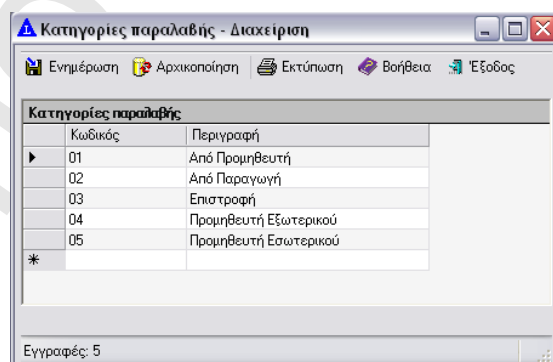 Κατηγορίες παραλαβής - Διαχείριση
Ενημέρωση Αρχικοποίηση Εκτύπωση Βοήθεια Έξοδος
Κατηγορίες παραλαβής
Κωδικός Περιγραφή
01 Από Προμηθευτή
02 Από Παραγωγή
03 Επιστροφή
04 Προμηθευτή Εξωτερικού
05 Προμηθευτή Εσωτερικού
Εγγραφές: 5